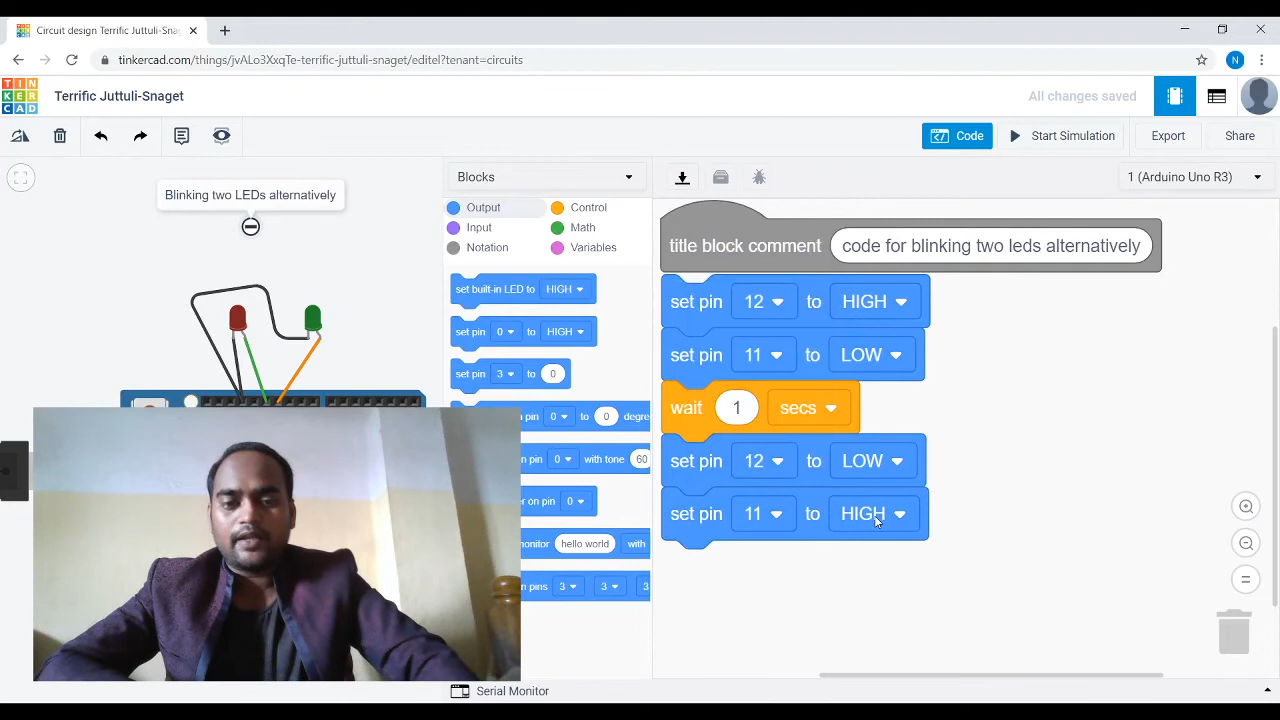 Circuit design Terrific Juttuli-Snag
tinkercad.com/things/jvALo3XxqTe-terrific-juttuli-snaget/editel?tenant=circuits
N
TIN
KER
CAD
Terrific Juttuli-Snaget
All changes saved
Code
Start Simulation
Export
Share
Blinking two LEDs alternatively
Blocks
1 (Arduino Uno R3)
Output
Control
Input
Math
Notation
Variables
set built-in LED to HIGH
set pin 0 to HIGH
set pin 3 to 0
pin 0 to 0 degre
pin 0 with tone 60
on pin 0
monitor hello world with
pins 3 3 3
title block comment code for blinking two leds alternatively
set pin 12 to HIGH
set pin 11 to LOW
wait 1 secs
set pin 12 to LOW
set pin 11 to HIGH
Serial Monitor